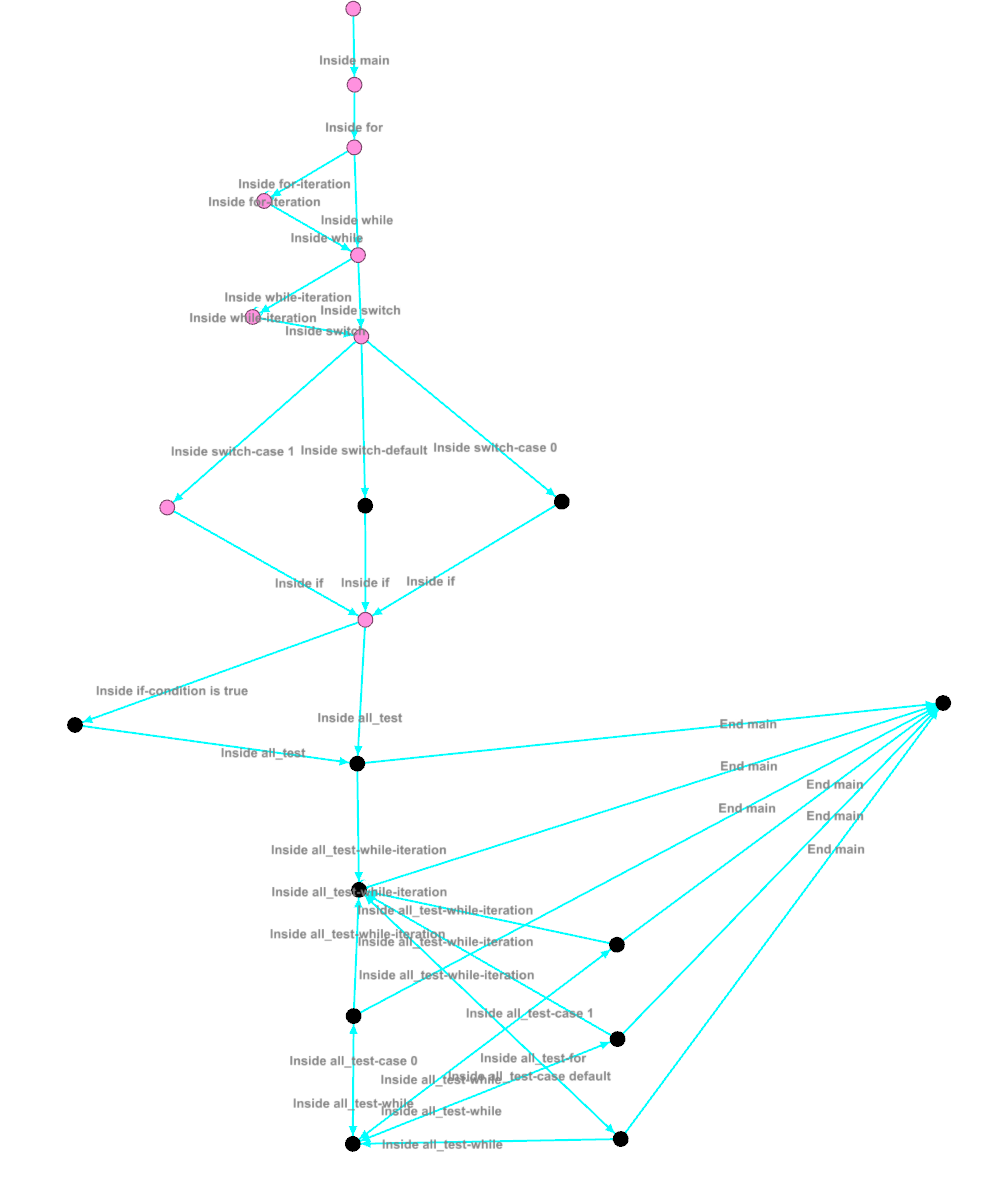 Inside main
Inside for
Inside for-iteration
Inside for-iteration
Inside while
Inside while
Inside while-iteration
Inside switch
Inside while-iteration
Inside switch
Inside switch-case 1
Inside switch-default
Inside switch-case 0
Inside if
Inside if
Inside if
Inside if-condition is true
Inside all_test
End main
Inside all_test
End main
End main
End main
End main
End main
Inside all_test-while-iteration
Inside all_test-while-iteration
Inside all_test-while-iteration
Inside all_test-while-iteration
Inside all_test-while-iteration
Inside all_test-while-iteration
Inside all_test-case 1
Inside all_test-for
Inside all_test-case 0
Inside all_test-case default
Inside all_test-while
Inside all_test-while
Inside all_test-while
Inside all_test-while